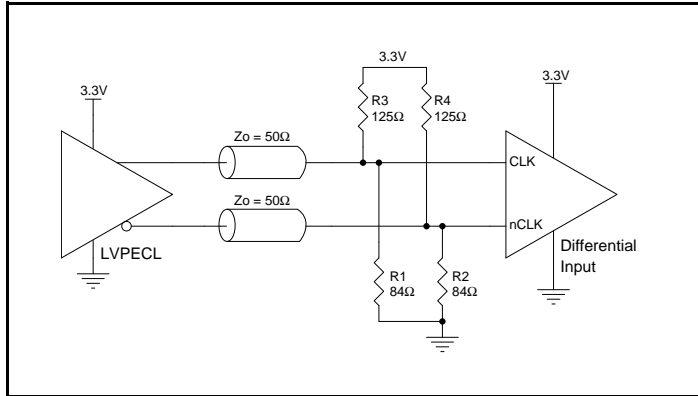 3.3V
3.3V
3.3V
R3
125Ω
R4
125Ω
Zo = 50Ω
CLK
Zo = 50Ω
nCLK
LVPECL
Differential
Input
R1
84Ω
R2
84Ω